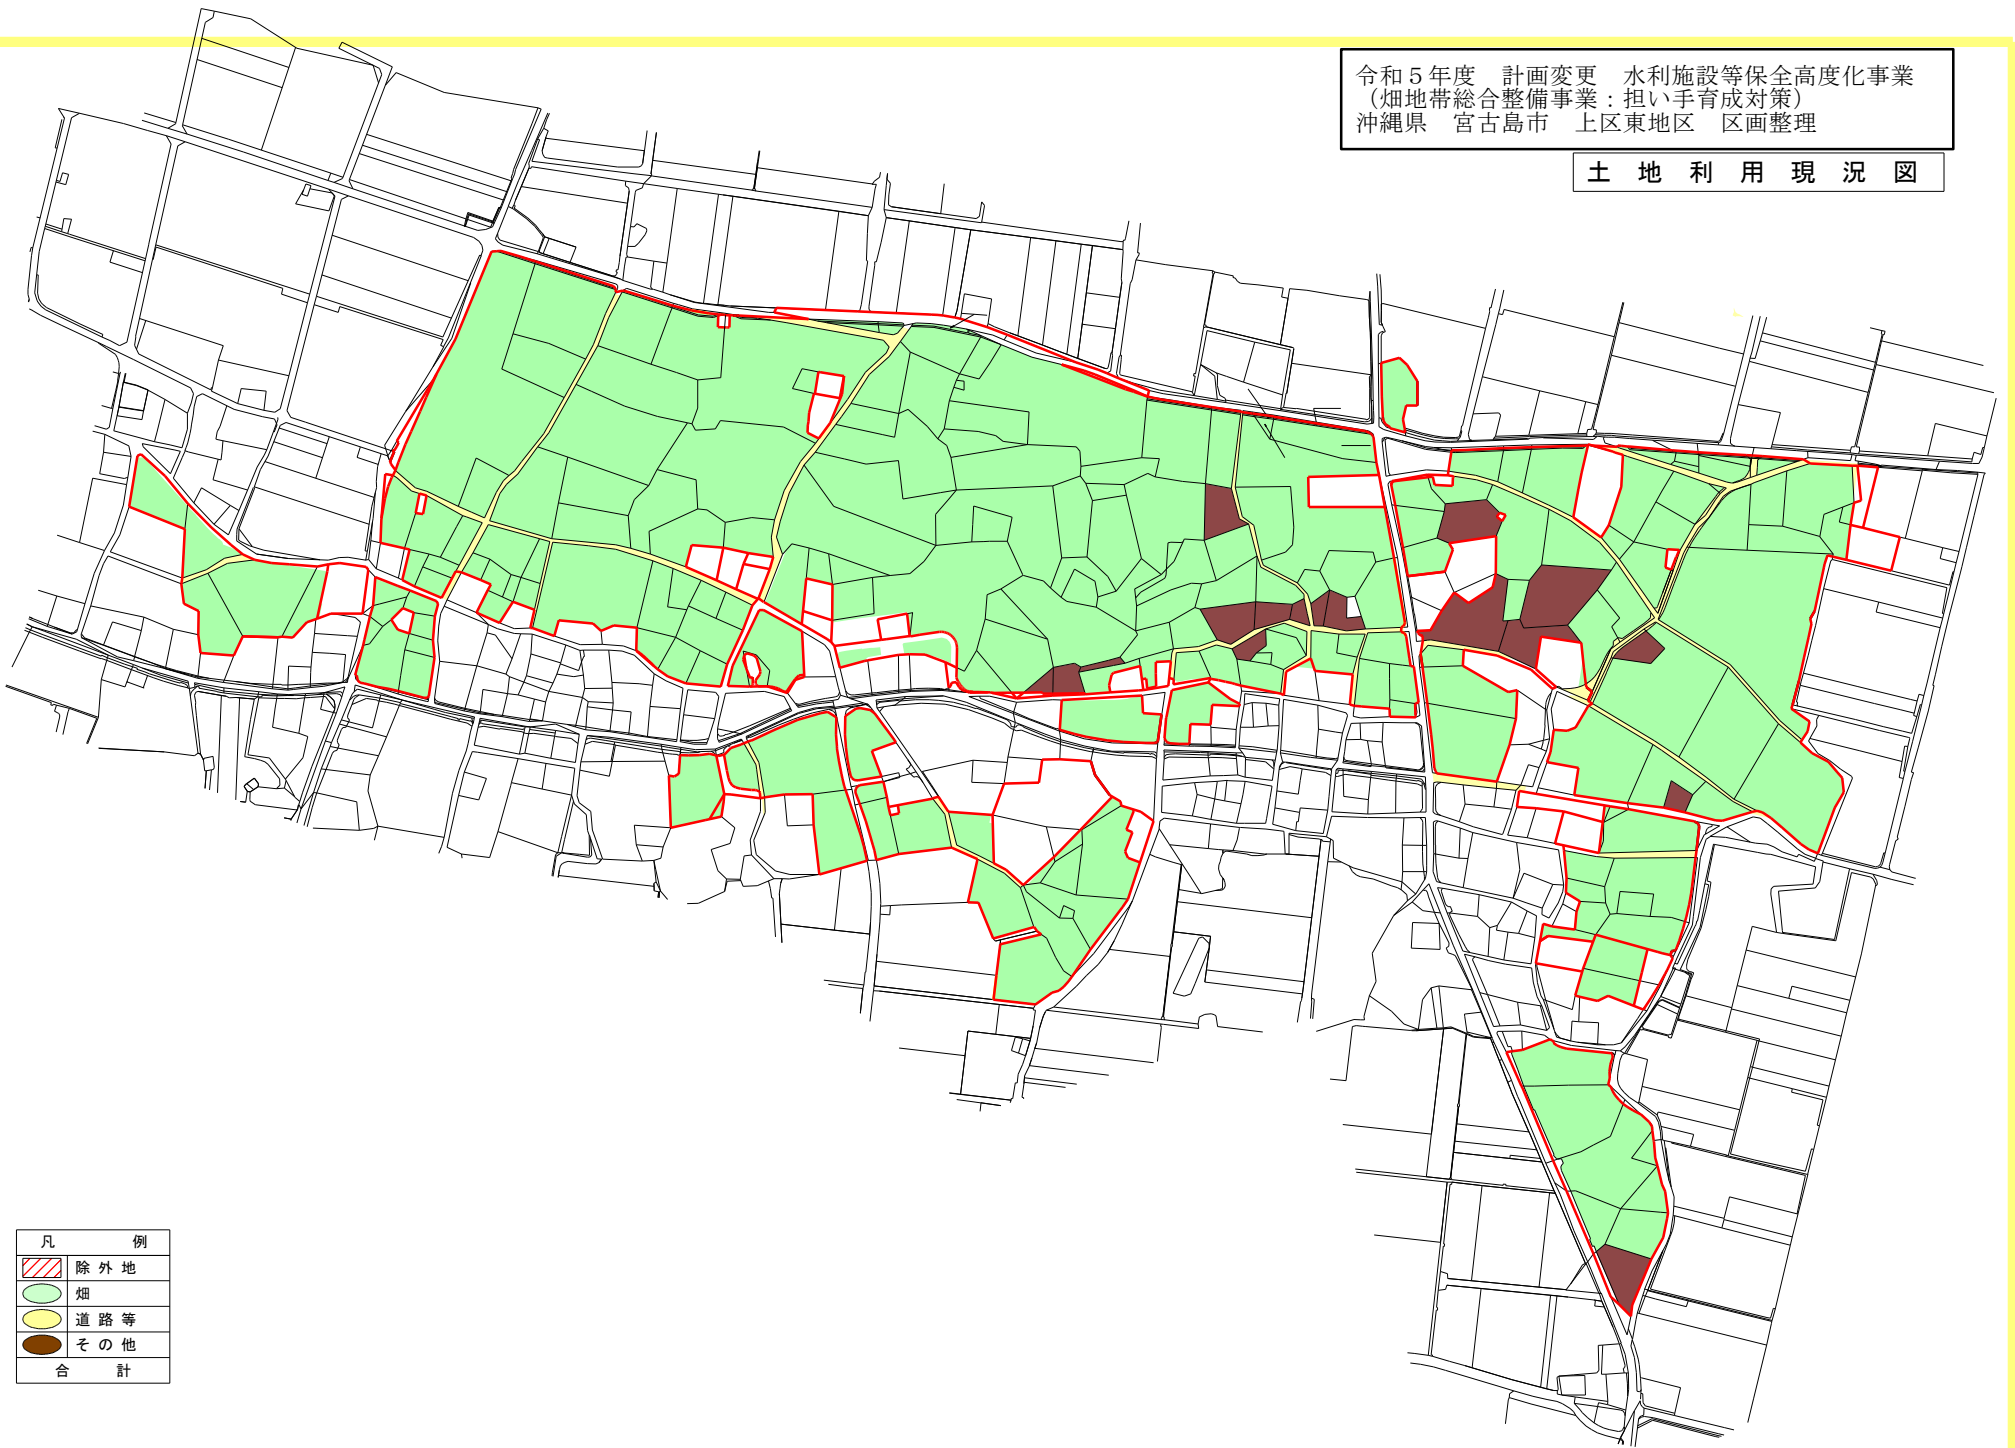 令和５年度　計画変更　水利施設等保全高度化事業
（畑地帯総合整備事業：担い手育成対策）
沖縄県　宮古島市　上区東地区　区画整理
土地利用現況図
凡例
除外地
畑
道路等
その他
合計